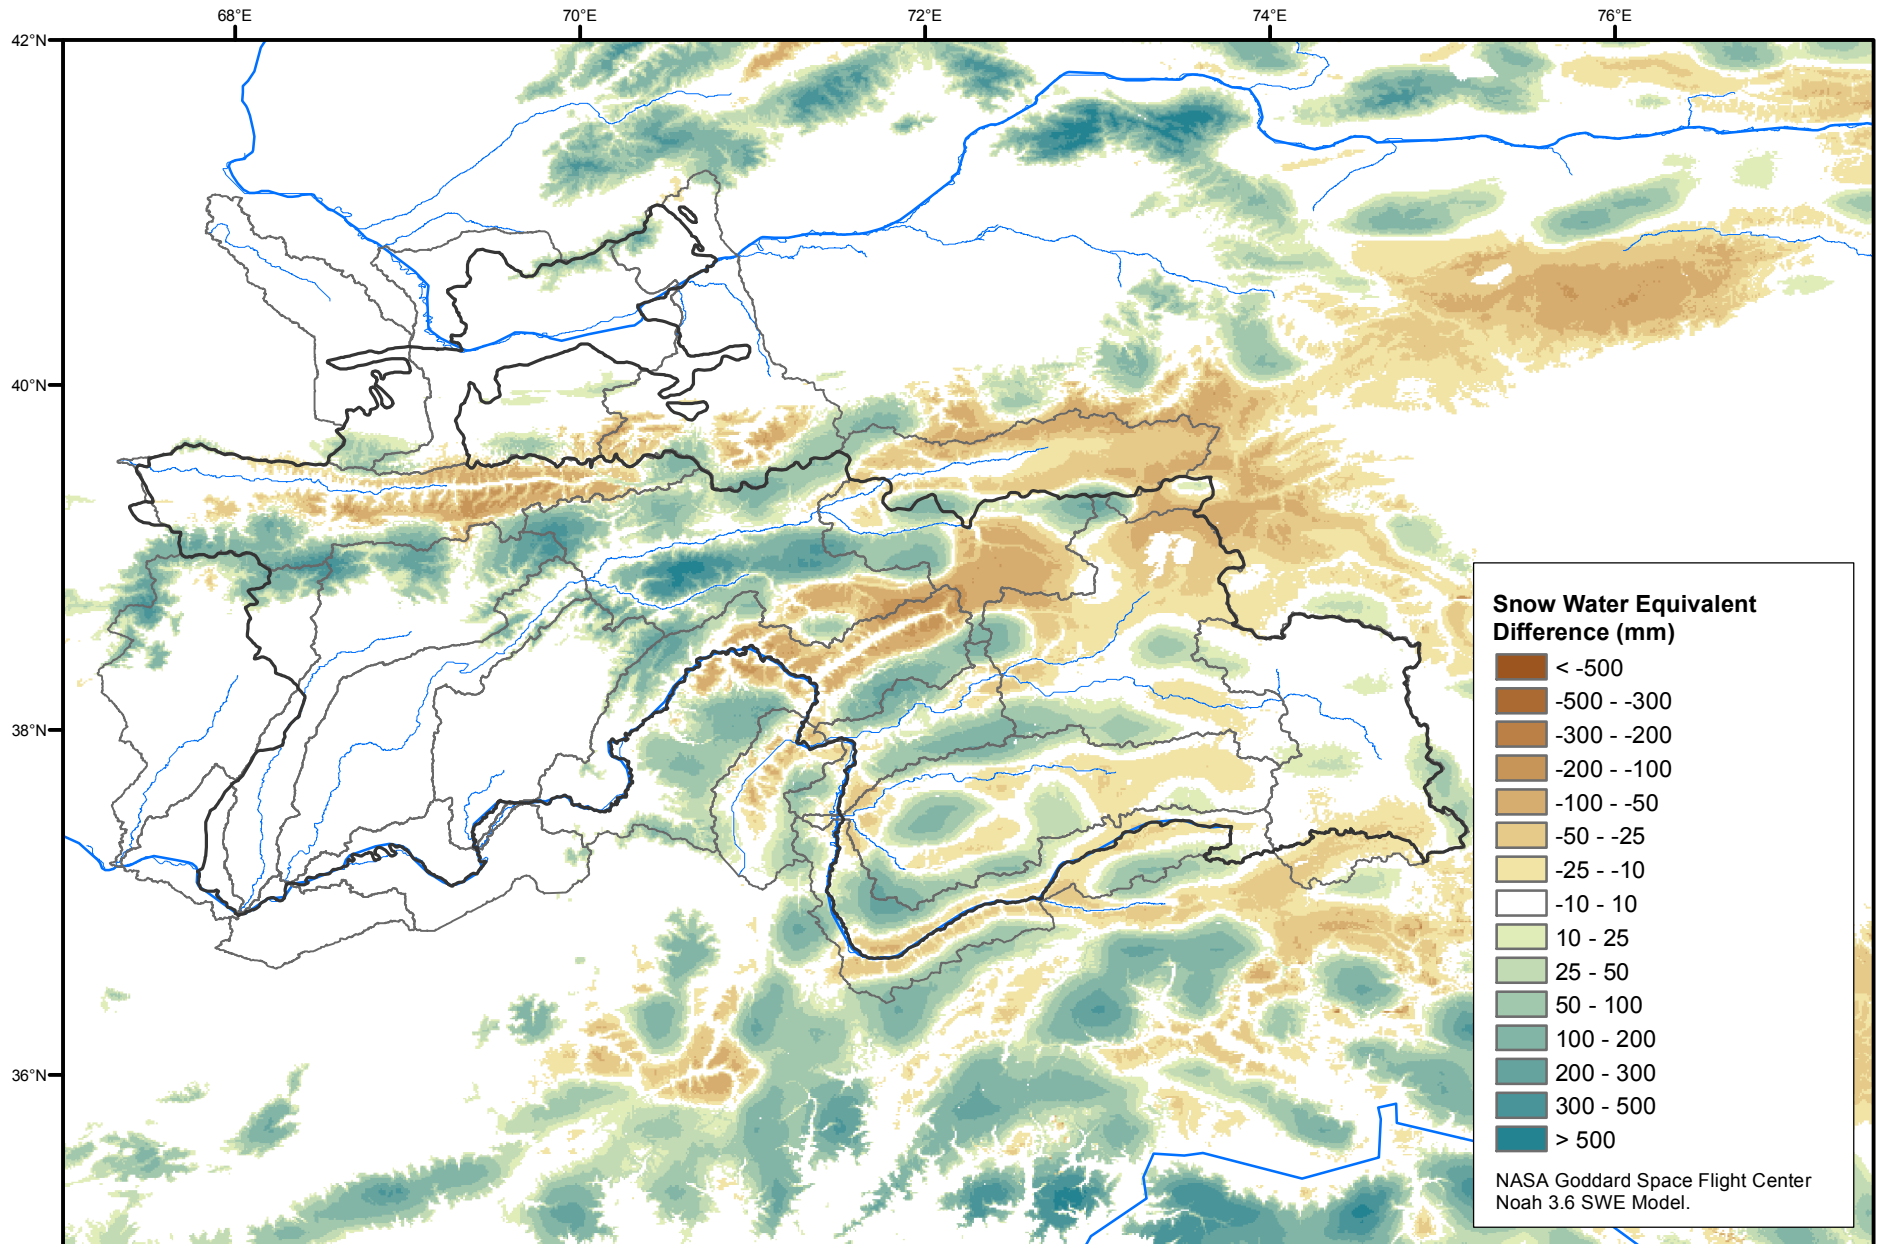 68°E
70°E
72°E
74°E
76°E
42°N
40°N
38°N
36°N
Snow Water Equivalent
Difference (mm)
< -500
-500 - -300
-300 - -200
-200 - -100
-100 - -50
-50 - -25
-25 - -10
-10 - 10
10 - 25
25 - 50
50 - 100
100 - 200
200 - 300
300 - 500
> 500
NASA Goddard Space Flight Center
Noah 3.6 SWE Model.